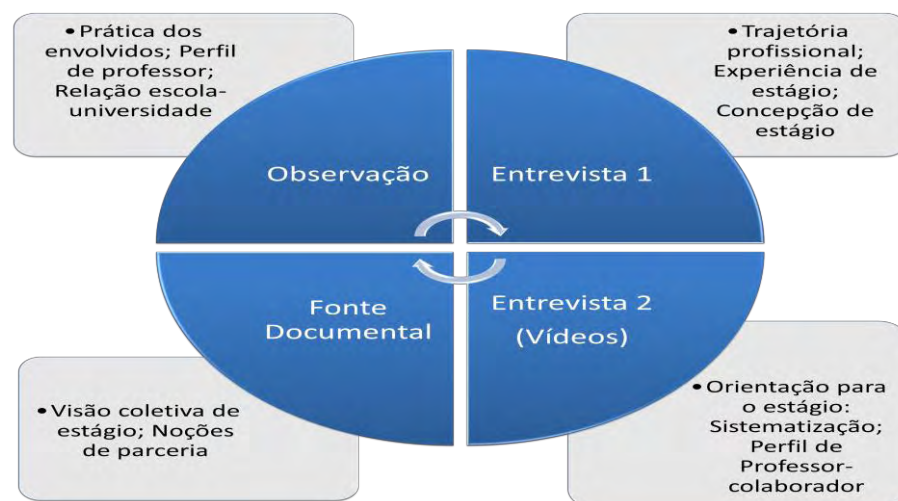 •Prática dos
envolvidos; Perfil
de professor;
Relação escola-
universidade
•Trajetória
profissional;
Experiência de
estágio;
Concepção de
estágio
Observação
Entrevista 1
Fonte
Documental
Entrevista 2
(Vídeos)
•Visão coletiva de
estágio; Noções
de parceria
•Orientação para
o estágio:
Sistematização;
Perfil de
Professor-
colaborador